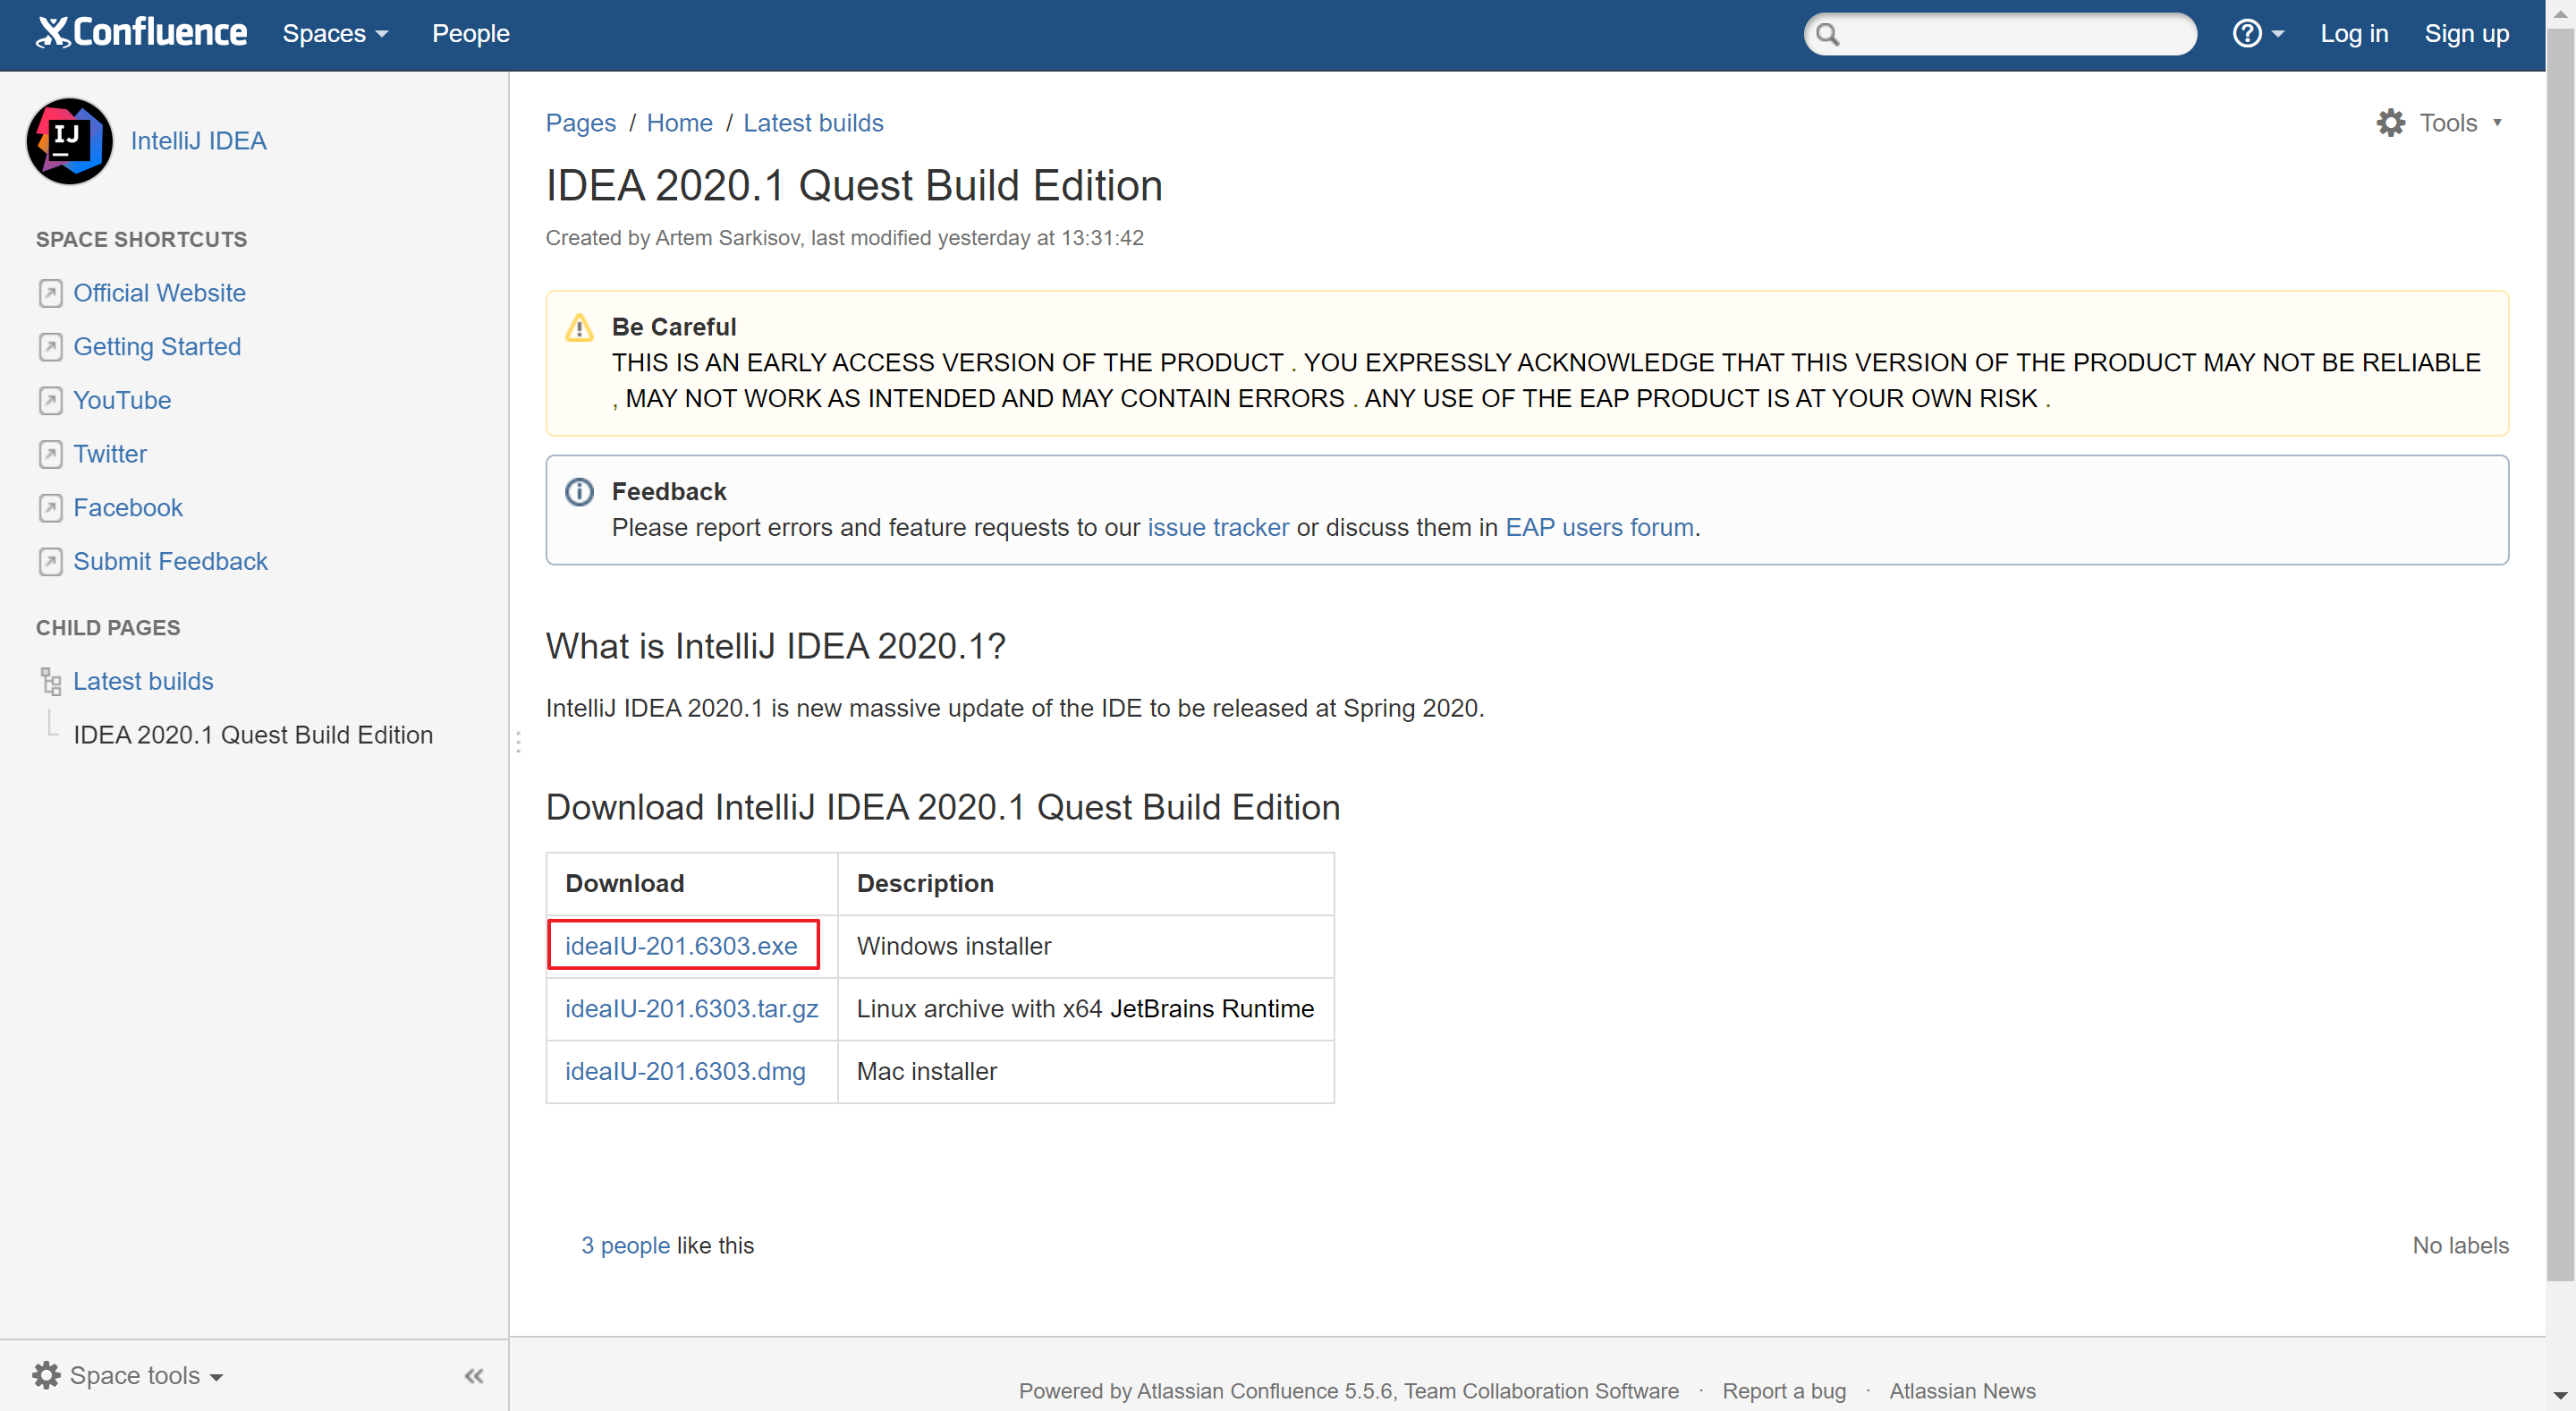 Confluence Spaces People Log in Sign up
IJ
IntelliJ IDEA
SPACE SHORTCUTS
Official Website
Getting Started
YouTube
Twitter
Facebook
Submit Feedback
CHILD PAGES
Latest builds
IDEA 2020.1 Quest Build Edition
Space tools
Pages / Home / Latest builds
Tools
IDEA 2020.1 Quest Build Edition
Created by Artem Sarkisov, last modified yesterday at 13:31:42
Be Careful
THIS IS AN EARLY ACCESS VERSION OF THE PRODUCT . YOU EXPRESSLY ACKNOWLEDGE THAT THIS VERSION OF THE PRODUCT MAY NOT BE RELIABLE
, MAY NOT WORK AS INTENDED AND MAY CONTAIN ERRORS . ANY USE OF THE EAP PRODUCT IS AT YOUR OWN RISK .
Feedback
Please report errors and feature requests to our issue tracker or discuss them in EAP users forum.
What is IntelliJ IDEA 2020.1?
IntelliJ IDEA 2020.1 is new massive update of the IDE to be released at Spring 2020.
Download IntelliJ IDEA 2020.1 Quest Build Edition
Download Description
ideaIU-201.6303.exe Windows installer
ideaIU-201.6303.tar.gz Linux archive with x64 JetBrains Runtime
ideaIU-201.6303.dmg Mac installer
3 people like this
No labels
Powered by Atlassian Confluence 5.5.6, Team Collaboration Software · Report a bug · Atlassian News